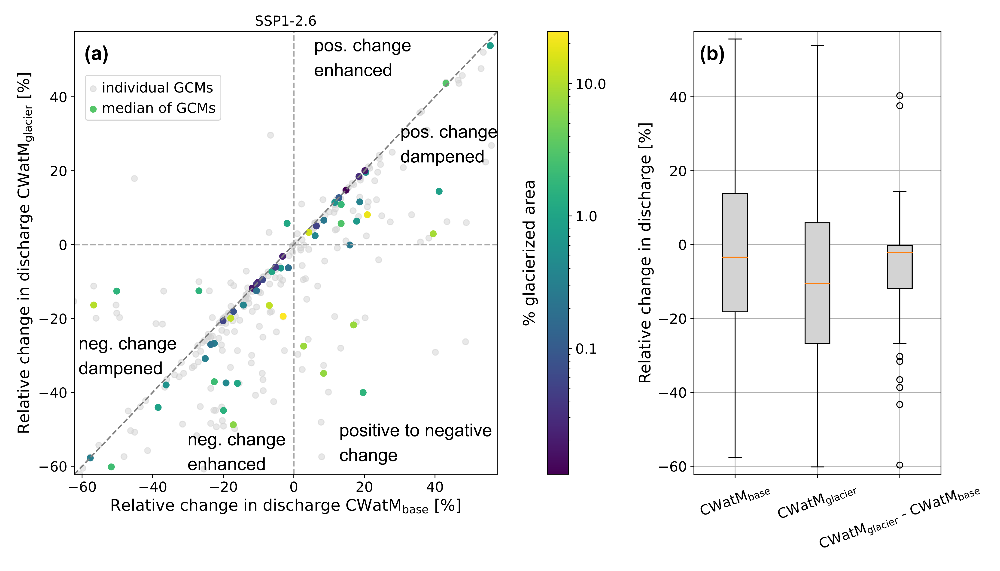 SSP1-2.6
(a)
pos. change
enhanced
individual GCMs
median of GCMs
pos. change
dampened
neg. change
dampened
neg. change
enhanced
positive to negative
change
40
20
0
−20
−40
−60
Relative change in discharge CWatMglacier [%]
−60 −40 −20 0 20 40
Relative change in discharge CWatMbase [%]
10.0
1.0
0.1
% glacierized area
(b)
40
20
0
−20
−40
−60
Relative change in discharge [%]
CWatMbase
CWatMglacier
CWatMglacier - CWatMbase